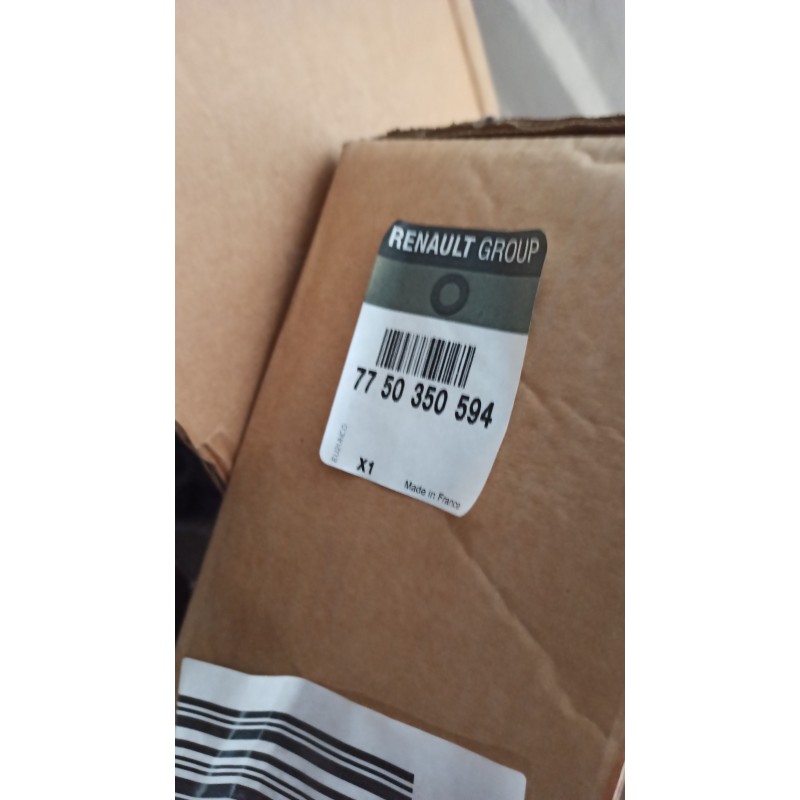 RENAULT GROUP
77 50 350 594
X1
Made in France